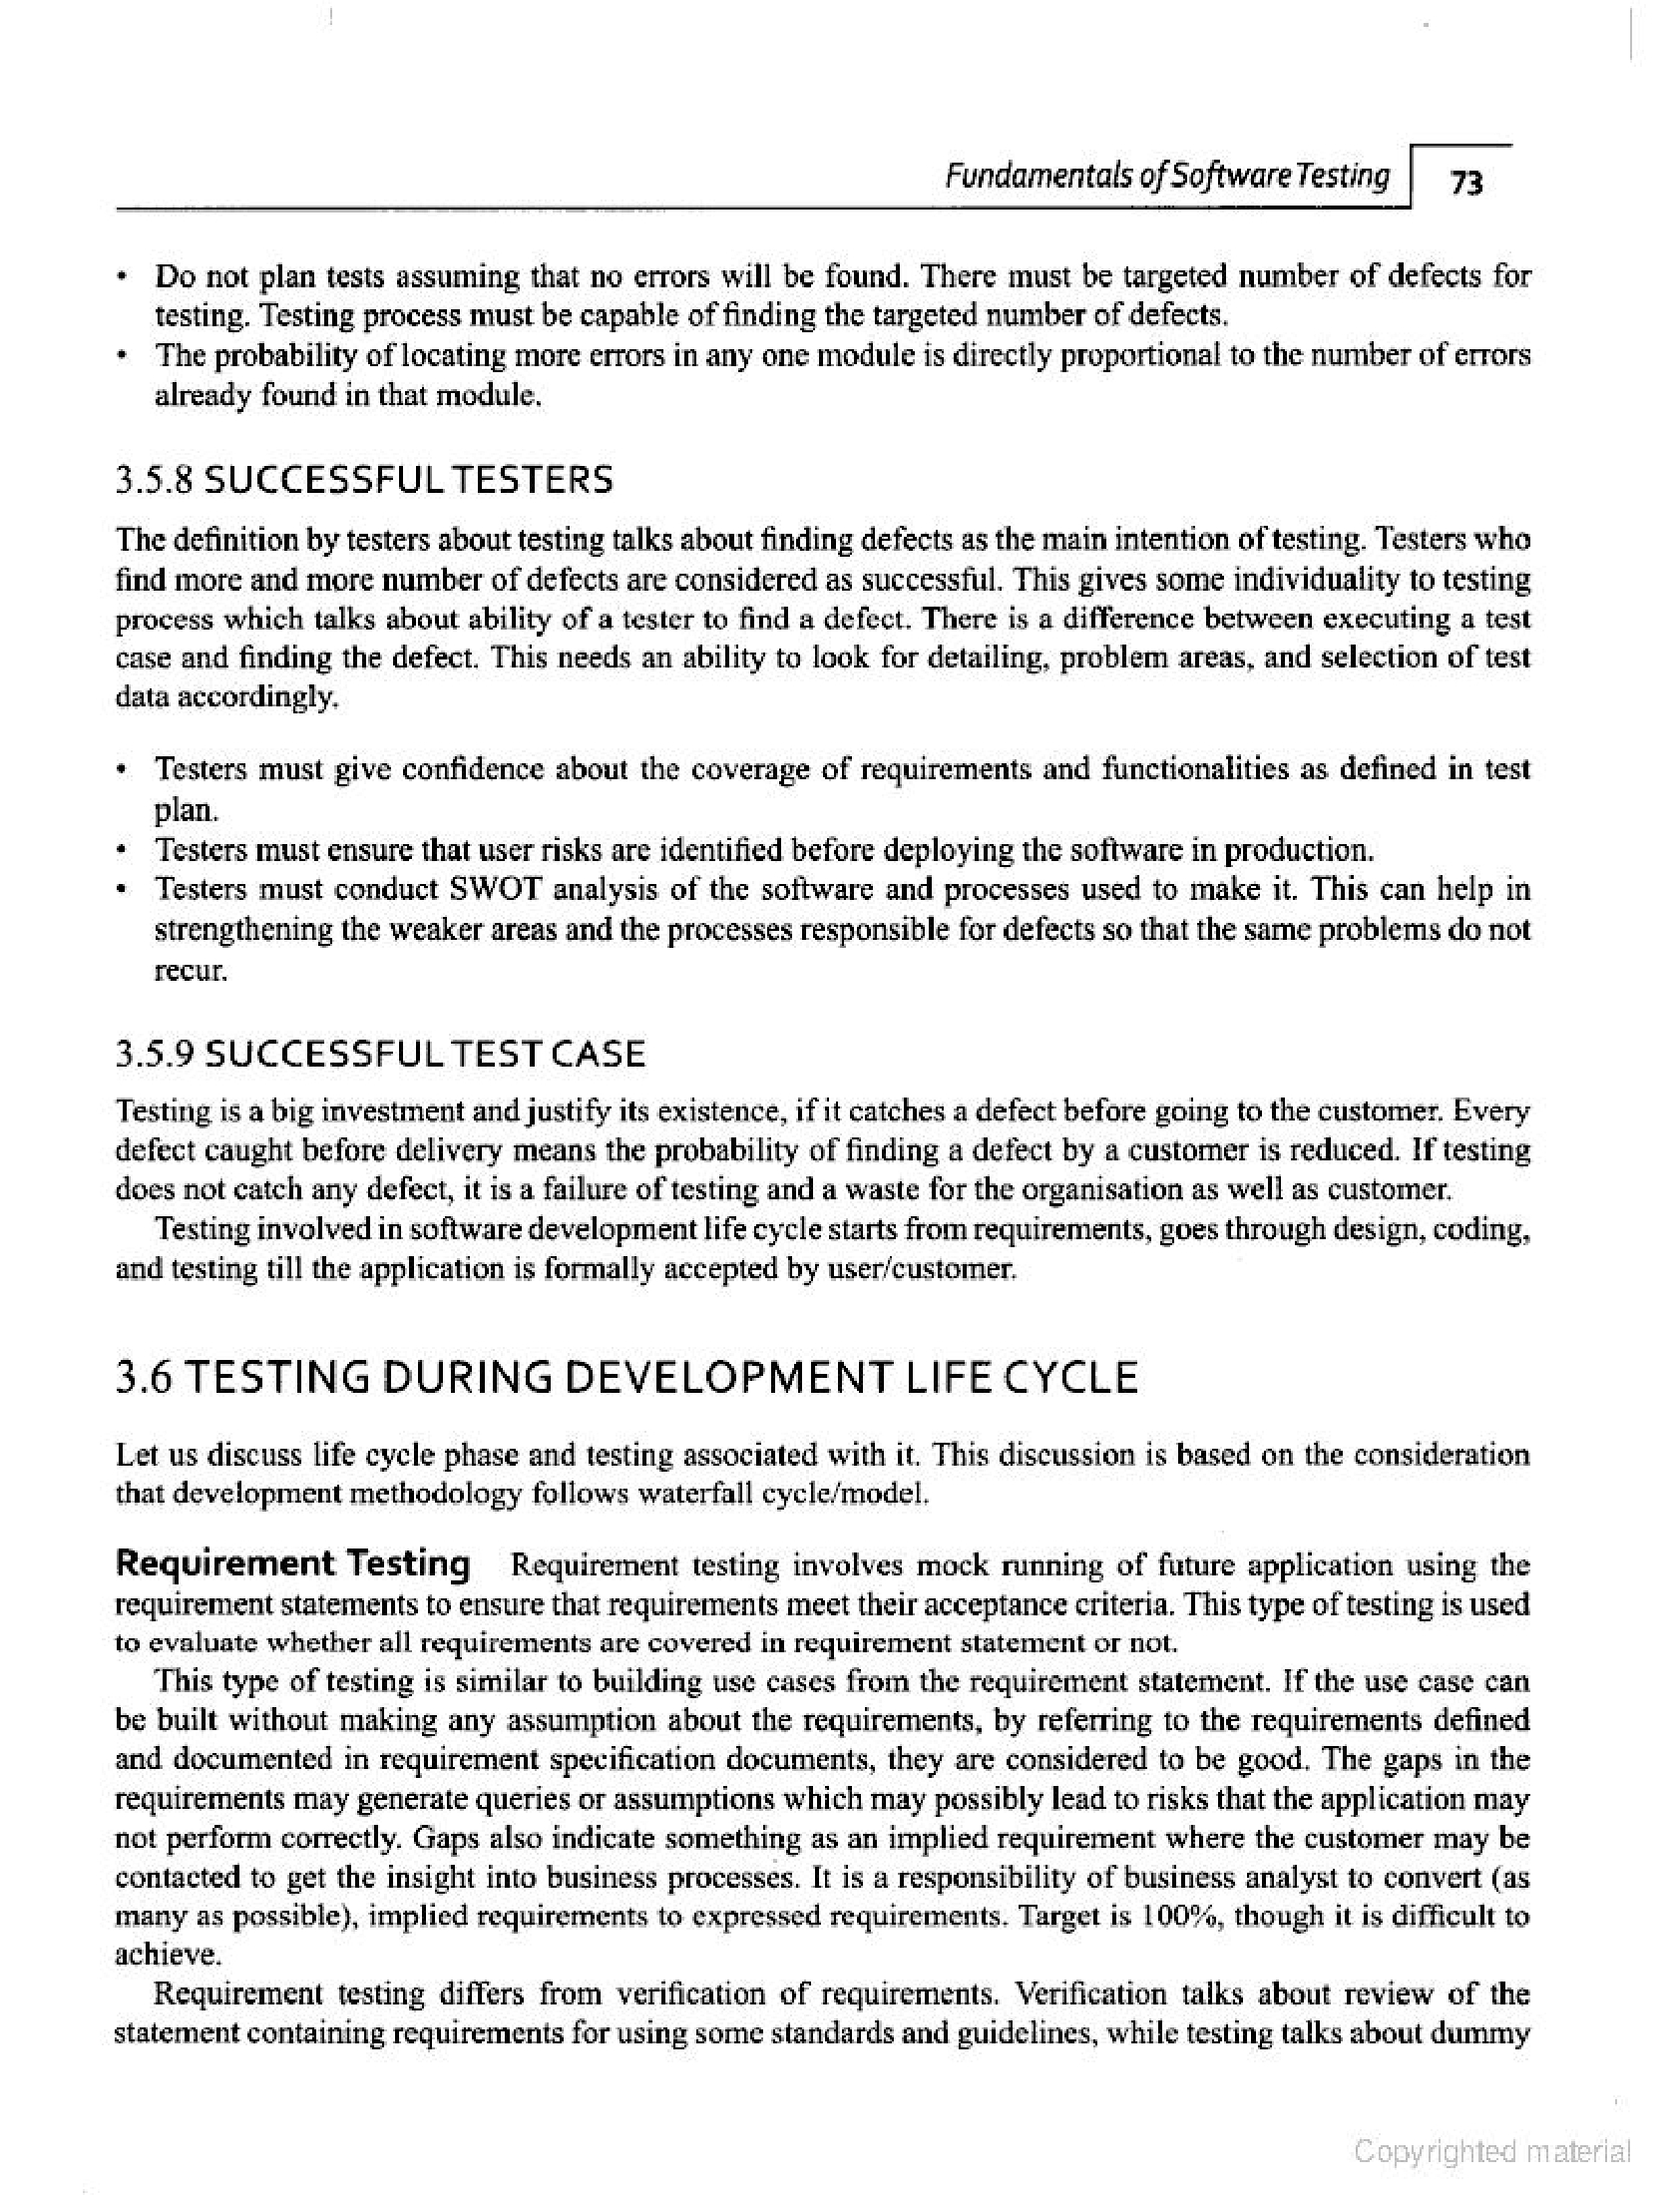 Fundamentals of Software Testing 73
• Do not plan tests assuming that no errors will be found. There must be targeted number of defects for
testing. Testing process must be capable of finding the targeted number of defects.
• The probability of locating more errors in any one module is directly proportional to the number of errors
already found in that module.
3.5.8 SUCCESSFUL TESTERS
The definition by testers about testing talks about finding defects as the main intention of testing. Testers who
find more and more number of defects are considered as successful. This gives some individuality to testing
process which talks about ability of a tester to find a defect. There is a difference between executing a test
case and finding the defect. This needs an ability to look for detailing, problem areas, and selection of test
data accordingly.
• Testers must give confidence about the coverage of requirements and functionalities as defined in test
plan.
• Testers must ensure that user risks are identified before deploying the software in production.
• Testers must conduct SWOT analysis of the software and processes used to make it. This can help in
strengthening the weaker areas and the processes responsible for defects so that the same problems do not
recur.
3.5.9 SUCCESSFUL TEST CASE
Testing is a big investment and justify its existence, if it catches a defect before going to the customer. Every
defect caught before delivery means the probability of finding a defect by a customer is reduced. If testing
does not catch any defect, it is a failure of testing and a waste for the organisation as well as customer.
Testing involved in software development life cycle starts from requirements, goes through design, coding,
and testing till the application is formally accepted by user/customer.
3.6 TESTING DURING DEVELOPMENT LIFE CYCLE
Let us discuss life cycle phase and testing associated with it. This discussion is based on the consideration
that development methodology follows waterfall cycle/model.
Requirement Testing Requirement testing involves mock running of future application using the
requirement statements to ensure that requirements meet their acceptance criteria. This type of testing is used
to evaluate whether all requirements are covered in requirement statement or not.
This type of testing is similar to building use cases from the requirement statement. If the use case can
be built without making any assumption about the requirements, by referring to the requirements defined
and documented in requirement specification documents, they are considered to be good. The gaps in the
requirements may generate queries or assumptions which may possibly lead to risks that the application may
not perform correctly. Gaps also indicate something as an implied requirement where the customer may be
contacted to get the insight into business processes. It is a responsibility of business analyst to convert (as
many as possible), implied requirements to expressed requirements. Target is 100%, though it is difficult to
achieve.
Requirement testing differs from verification of requirements. Verification talks about review of the
statement containing requirements for using some standards and guidelines, while testing talks about dummy
Copyrighted material